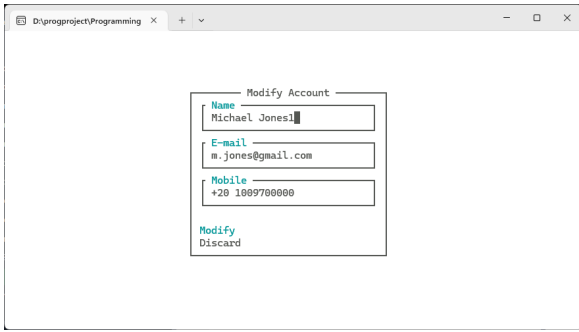 D:\progproject\Programming
Modify Account
Name
Michael Jones1
E-mail
m.jones@gmail.com
Mobile
+20 1009700000
Modify
Discard